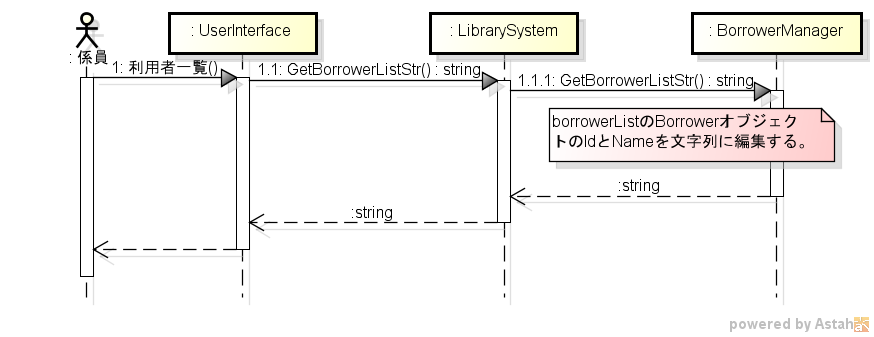 : 係員
: UserInterface
: LibrarySystem
: BorrowerManager
1: 利用者一覧()
1.1: GetBorrowerListStr() : string
1.1.1: GetBorrowerListStr() : string
borrowerListのBorrowerオブジェク
トのIdとNameを文字列に編集する。
:string
:string
powered by Astah